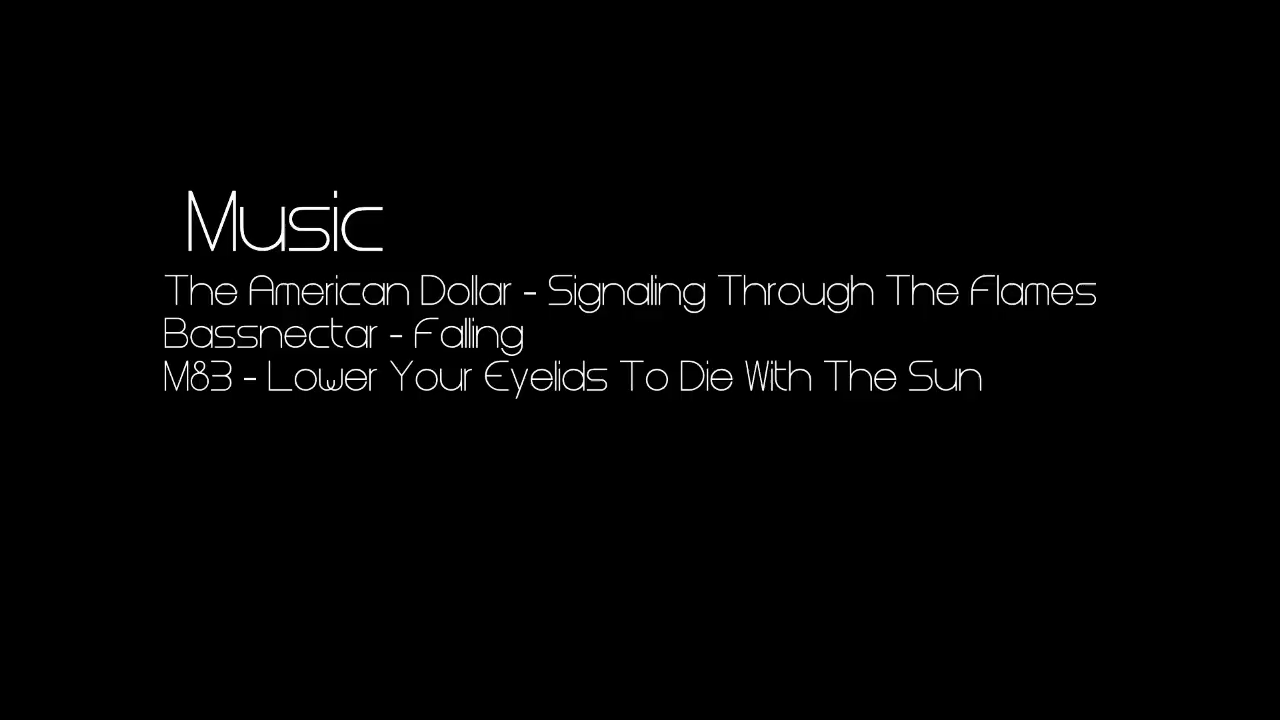 Music
The American Dollar - Signaling Through The Flames
Bassnectar - Falling
M83 - Lower Your Eyelids To Die With The Sun